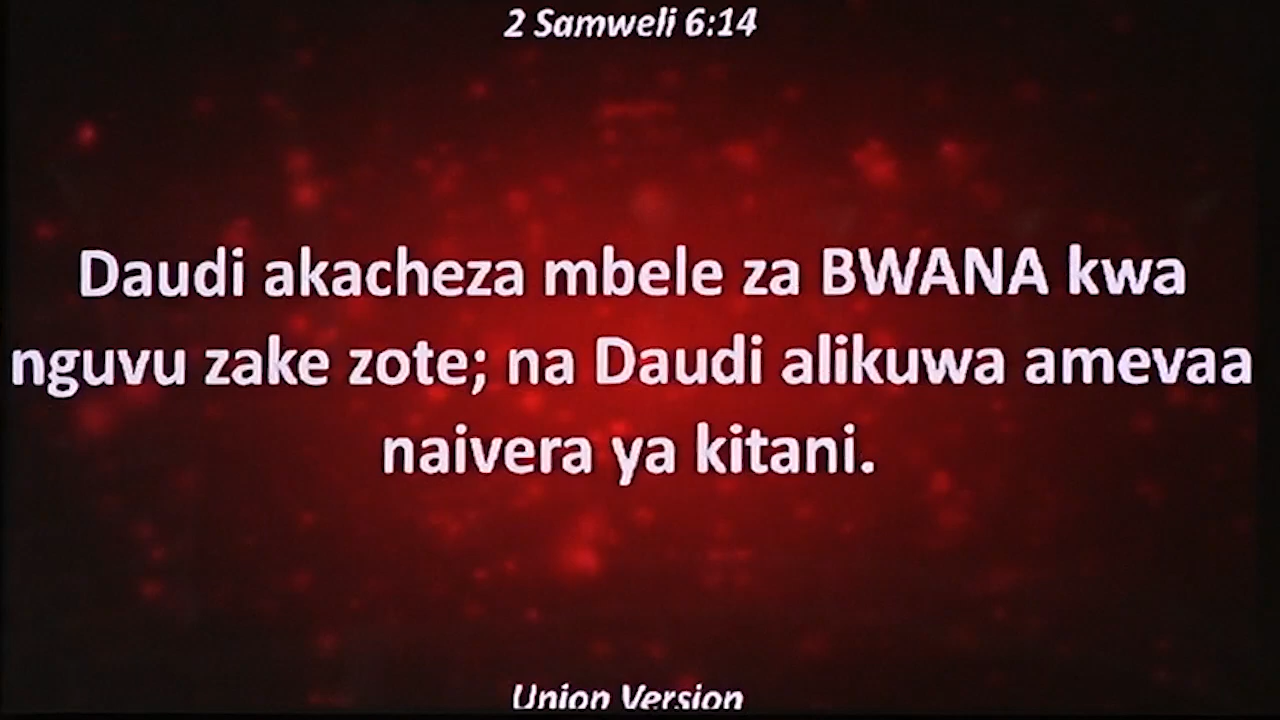 2 Samweli 6:14
Daudi akacheza mbele za BWANA kwa
nguvu zake zote; na Daudi alikuwa amevaa
naivera ya kitani.
Union Version